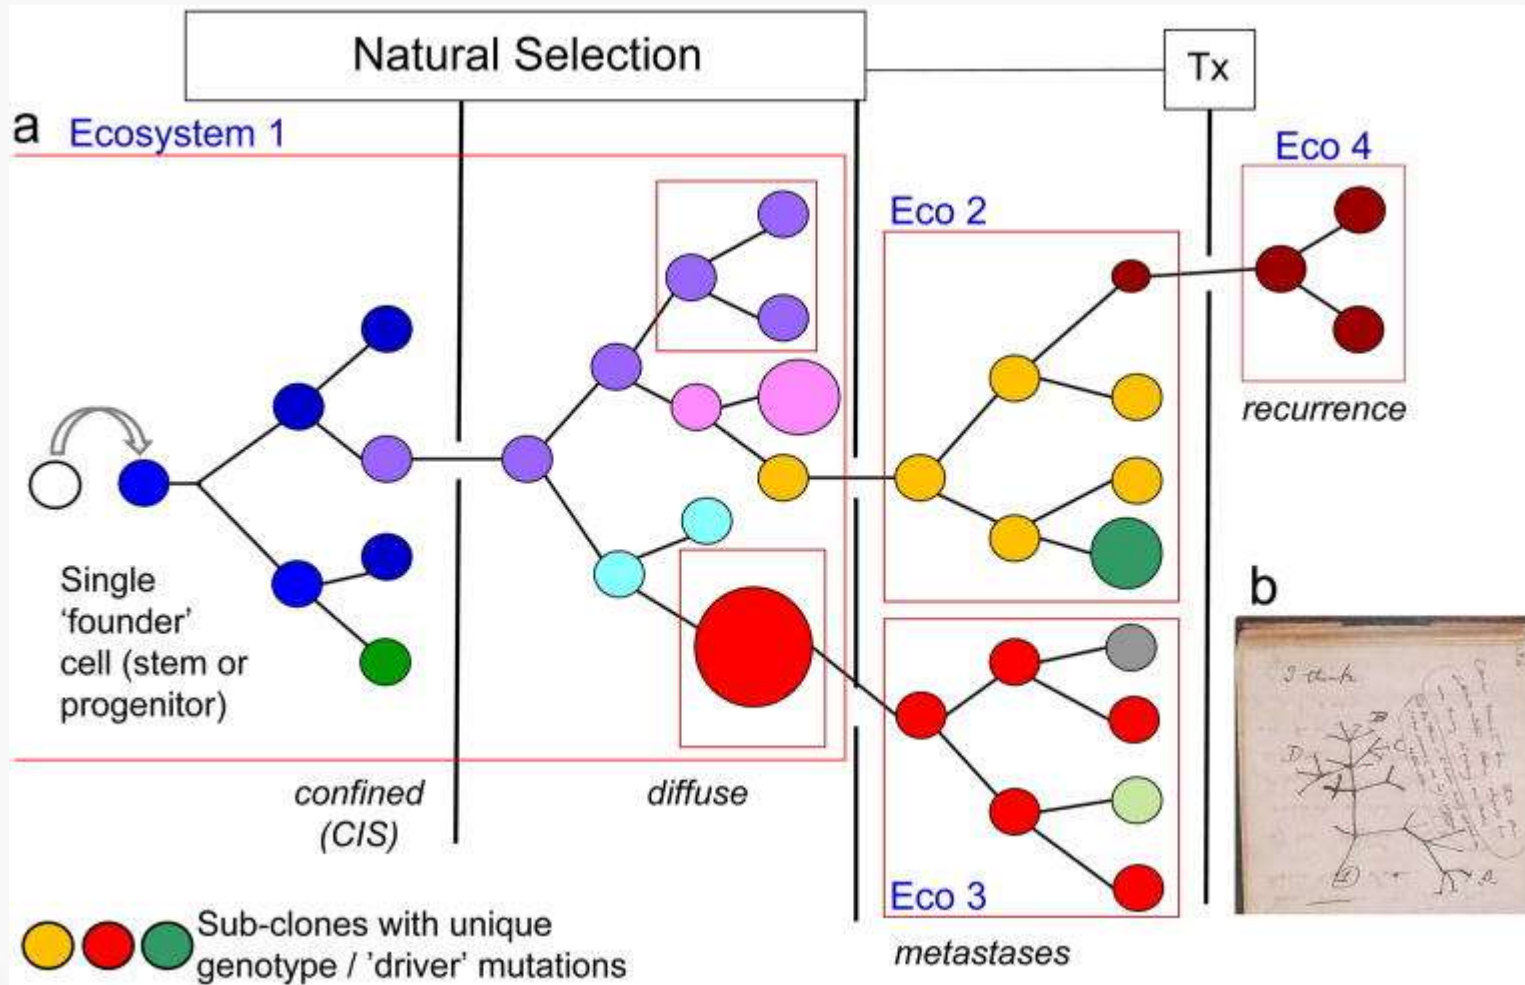 Natural Selection
Tx
a
Ecosystem 1
Eco 4
Eco 2
recurrence
Single
‘founder’
cell (stem or
progenitor)
b
I think
B
D
C
A
confined
(CIS)
diffuse
Eco 3
metastases
Sub-clones with unique
genotype / ’driver’ mutations